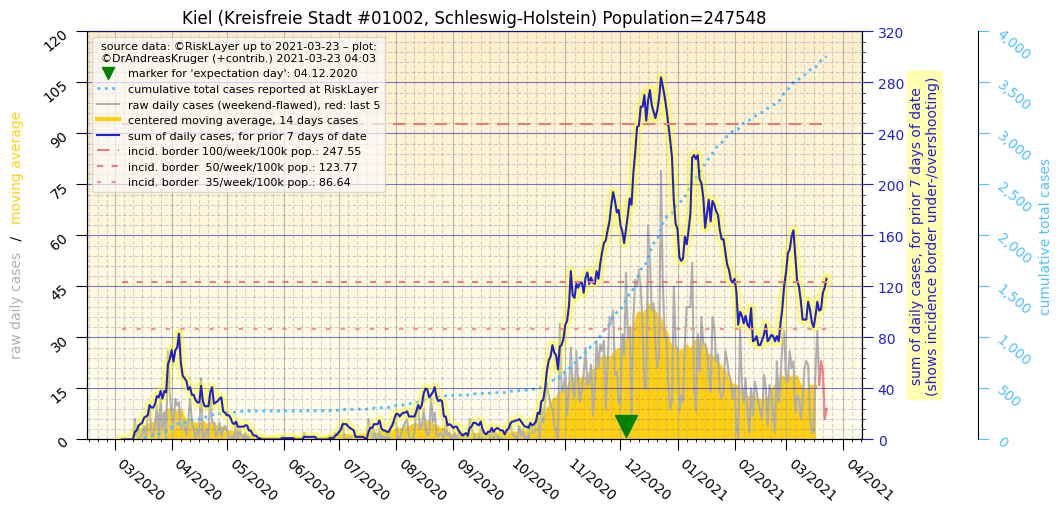 Kiel (Kreisfreie Stadt #01002, Schleswig-Holstein) Population=247548
source data: ©RiskLayer up to 2021-03-23 – plot:
©DrAndreasKruger (+contrib.) 2021-03-23 04:03
marker for 'expectation day': 04.12.2020
cumulative total cases reported at RiskLayer
raw daily cases (weekend-flawed), red: last 5
centered moving average, 14 days cases
sum of daily cases, for prior 7 days of date
incid. border 100/week/100k pop.: 247.55
incid. border  50/week/100k pop.: 123.77
incid. border  35/week/100k pop.: 86.64
raw daily cases  /  moving average
120
105
90
75
60
45
30
15
0
320
280
240
200
160
120
80
40
0
sum of daily cases, for prior 7 days of date
(shows incidence border under-/overshooting)
4,000
3,500
3,000
2,500
2,000
1,500
1,000
500
0
cumulative total cases
03/2020
04/2020
05/2020
06/2020
07/2020
08/2020
09/2020
10/2020
11/2020
12/2020
01/2021
02/2021
03/2021
04/2021